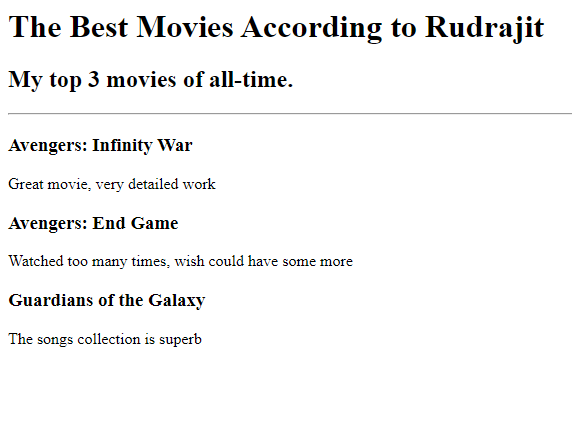 The Best Movies According to Rudrajit
My top 3 movies of all-time.
Avengers: Infinity War
Great movie, very detailed work
Avengers: End Game
Watched too many times, wish could have some more
Guardians of the Galaxy
The songs collection is superb